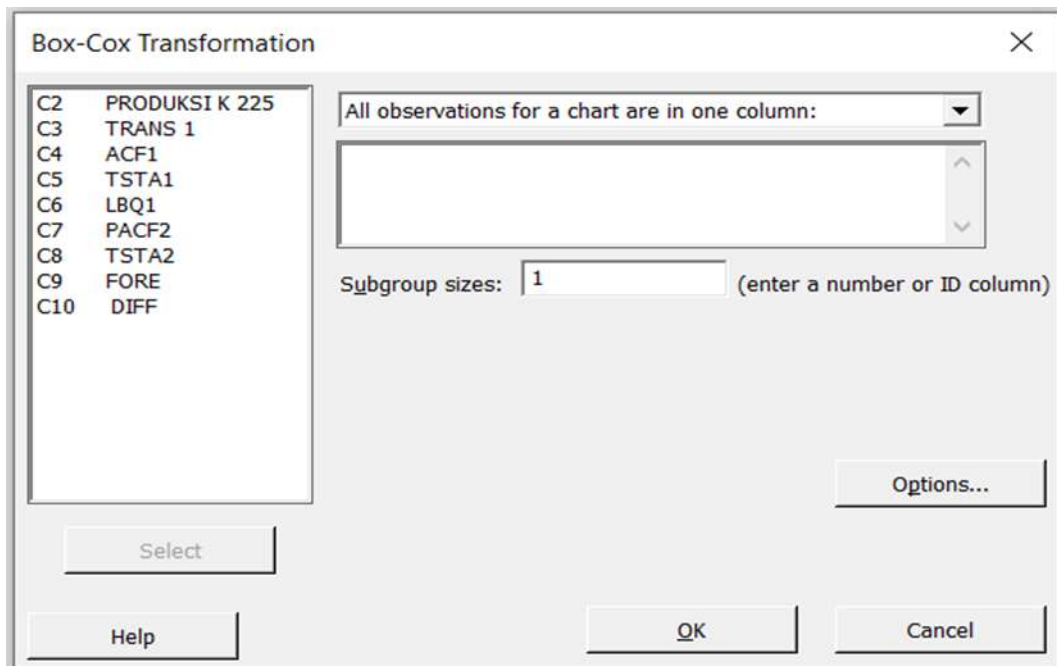 Box-Cox Transformation
C2 PRODUKSI K 225
C3 TRANS 1
C4 ACF1
C5 TSTA1
C6 LBQ1
C7 PACF2
C8 TSTA2
C9 FORE
C10 DIFF
All observations for a chart are in one column:
Subgroup sizes: 1 (enter a number or ID column)
Options...
Select
Help
OK
Cancel